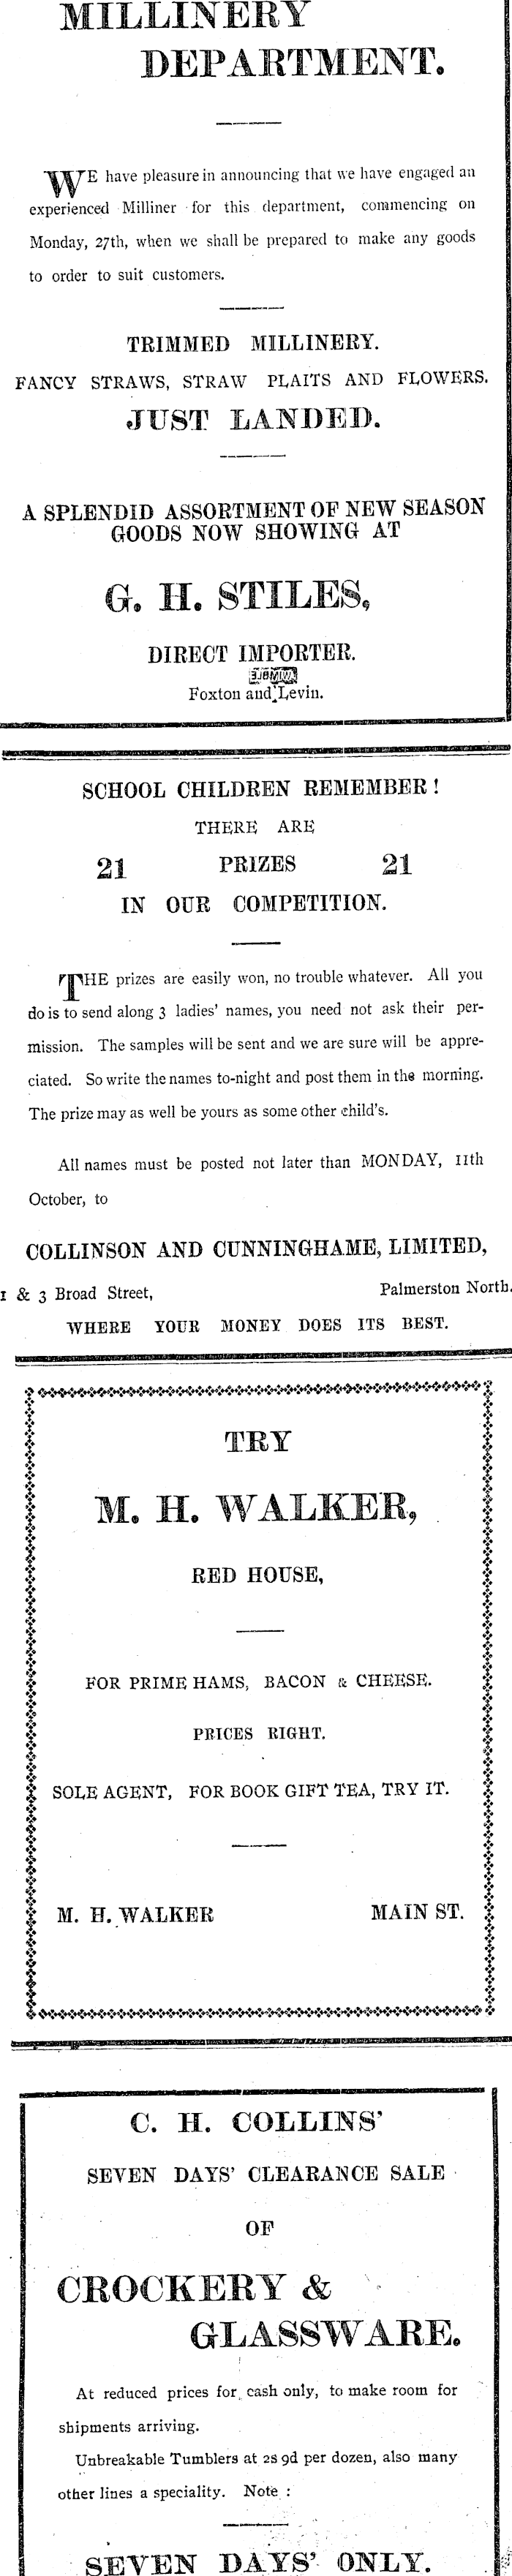 MILLINERY
DEPARTMENT.
WE have pleasure in announcing that we have engaged an
experienced Milliner for this department, commencing on
Monday, 27th, when we shall be prepared to make any goods
to order to suit customers.
TRIMMED MILLINERY.
FANCY STRAWS, STRAW PLAITS AND FLOWERS.
JUST LANDED.
A SPLENDID ASSORTMENT OF NEW SEASON
GOODS NOW SHOWING AT
G. H. STILES,
DIRECT IMPORTER.
Foxton and Levin.
SCHOOL CHILDREN REMEMBER!
THERE ARE
21 PRIZES 21
IN OUR COMPETITION.
THE prizes are easily won, no trouble whatever. All you
do is to send along 3 ladies' names, you need not ask their per-
mission. The samples will be sent and we are sure will be appre-
ciated. So write the names to-night and post them in the morning.
The prize may as well be yours as some other child's.
All names must be posted not later than MONDAY, 11th
October, to
COLLINSON AND CUNNINGHAME, LIMITED,
1 & 3 Broad Street, Palmerston North.
WHERE YOUR MONEY DOES ITS BEST.
TRY
M. H. WALKER,
RED HOUSE,
FOR PRIME HAMS, BACON & CHEESE.
PRICES RIGHT.
SOLE AGENT, FOR BOOK GIFT TEA, TRY IT.
M. H. WALKER MAIN ST.
C. H. COLLINS'
SEVEN DAYS' CLEARANCE SALE
OF
CROCKERY &
GLASSWARE.
At reduced prices for cash only, to make room for
shipments arriving.
Unbreakable Tumblers at 2s 9d per dozen, also many
other lines a speciality. Note :
SEVEN DAYS' ONLY.